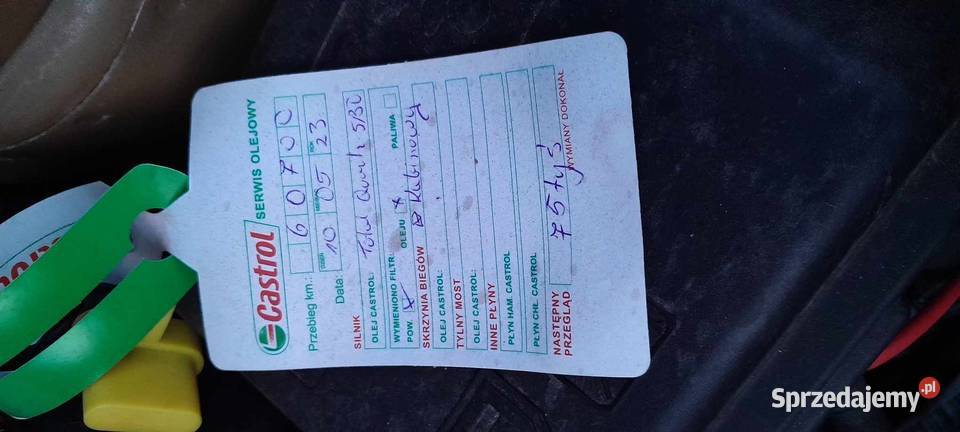 Castrol
SERWIS OLEJOWY
Przebieg km.: 60700
Data: 10 05 23
SILNIK
OLEJ CASTROL: Total Quartz 5/30
WYMIENIONO FILTR:
POW. x OLEJU x PALIWA
Kabinowy
SKRZYNIA BIEGÓW
OLEJ CASTROL:
TYLNY MOST
OLEJ CASTROL:
INNE PŁYNY
PŁYN HAM. CASTROL
PŁYN CHŁ. CASTROL
NASTĘPNY
PRZEGLĄD 75 tyś
WYMIANY DOKONAŁ
Sprzedajemy.pl